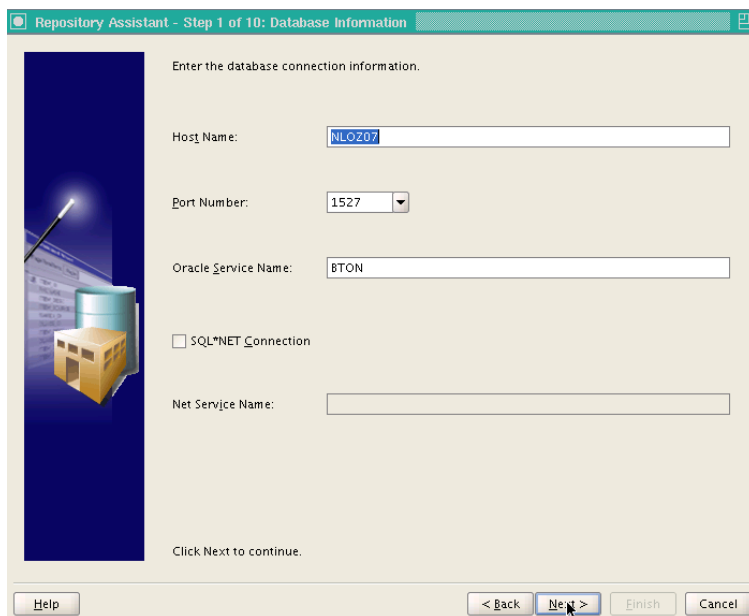 Repository Assistant - Step 1 of 10: Database Information
Enter the database connection information.
Host Name: NLOZ07
Port Number: 1527
Oracle Service Name: BTON
SQL*NET Connection
Net Service Name:
Click Next to continue.
Help < Back Next > Finish Cancel